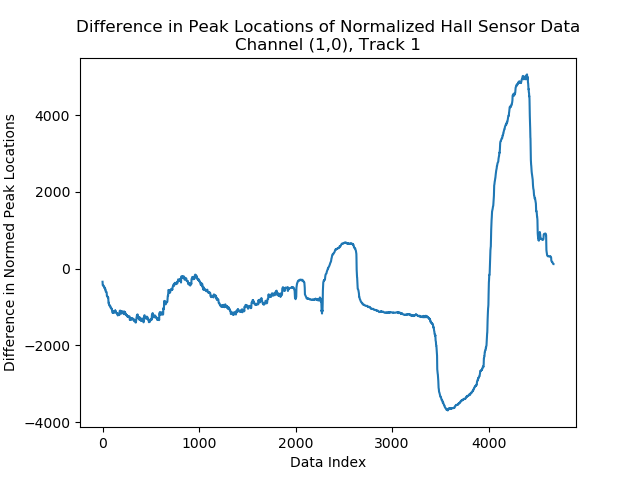 Difference in Peak Locations of Normalized Hall Sensor Data
Channel (1,0), Track 1
Difference in Normed Peak Locations
4000
2000
0
−2000
−4000
0 1000 2000 3000 4000
Data Index